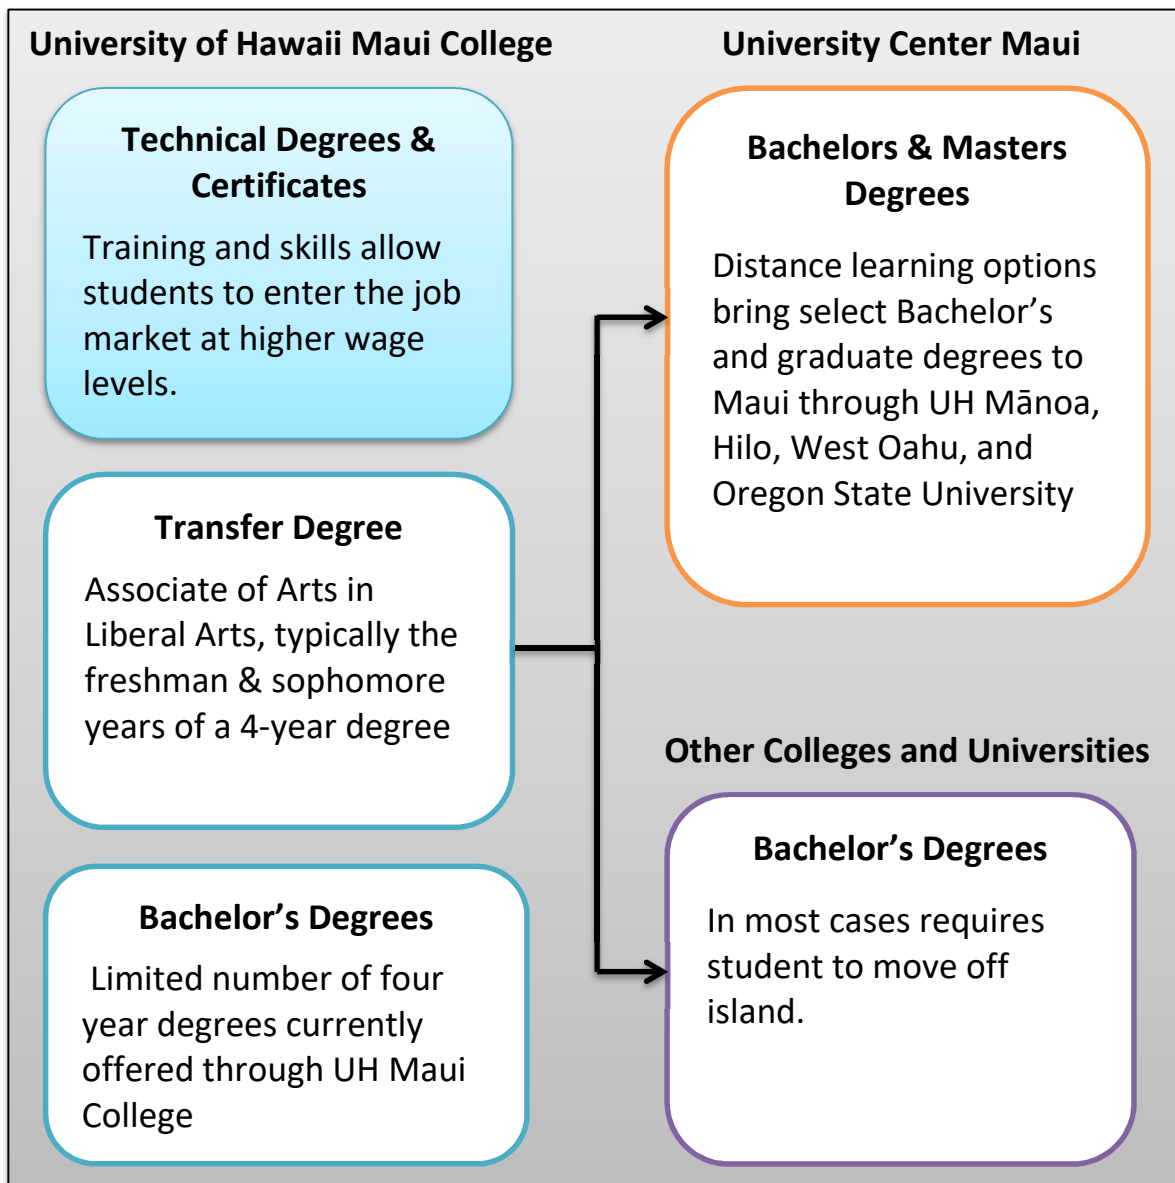 University of Hawaii Maui College
Technical Degrees &
Certificates
Training and skills allow
students to enter the job
market at higher wage
levels.
Transfer Degree
Associate of Arts in
Liberal Arts, typically the
freshman & sophomore
years of a 4-year degree
Bachelor’s Degrees
Limited number of four
year degrees currently
offered through UH Maui
College
University Center Maui
Bachelors & Masters
Degrees
Distance learning options
bring select Bachelor’s
and graduate degrees to
Maui through UH Mānoa,
Hilo, West Oahu, and
Oregon State University
Other Colleges and Universities
Bachelor’s Degrees
In most cases requires
student to move off
island.